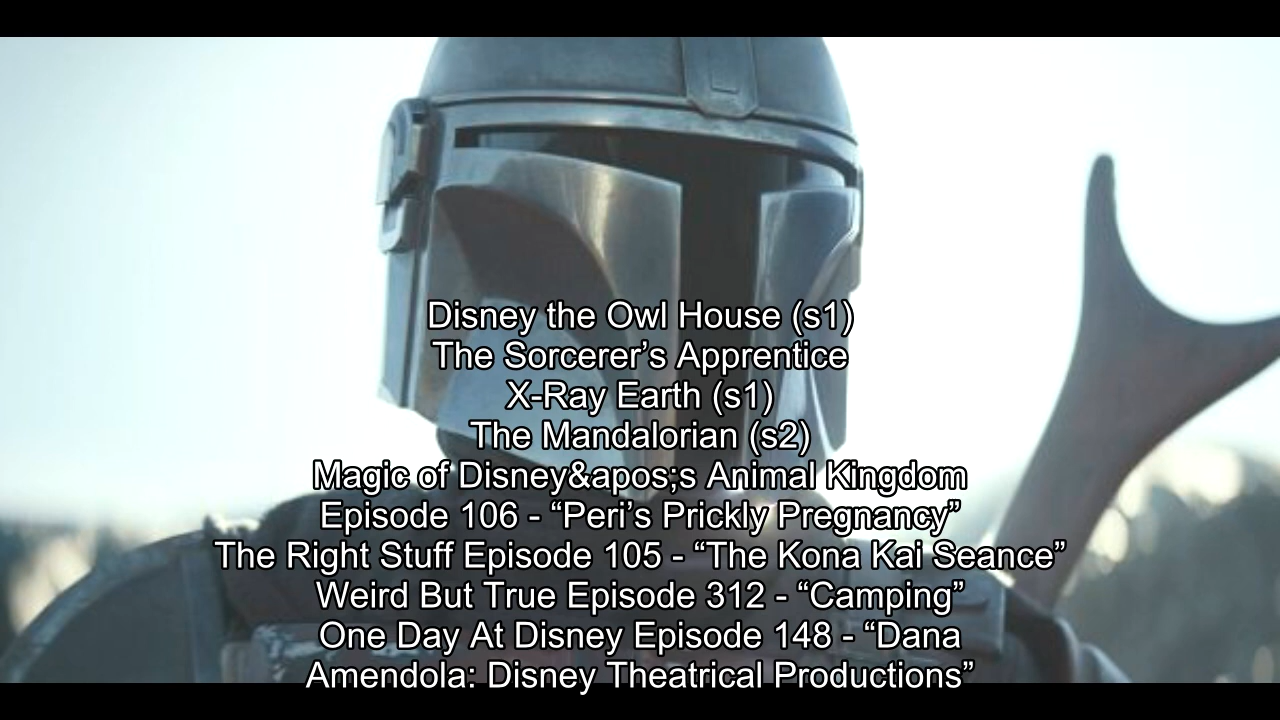 Disney the Owl House (s1)
The Sorcerer’s Apprentice
X-Ray Earth (s1)
The Mandalorian (s2)
Magic of Disney&apos;s Animal Kingdom
Episode 106 - “Peri’s Prickly Pregnancy”
The Right Stuff Episode 105 - “The Kona Kai Seance”
Weird But True Episode 312 - “Camping”
One Day At Disney Episode 148 - “Dana
Amendola: Disney Theatrical Productions”